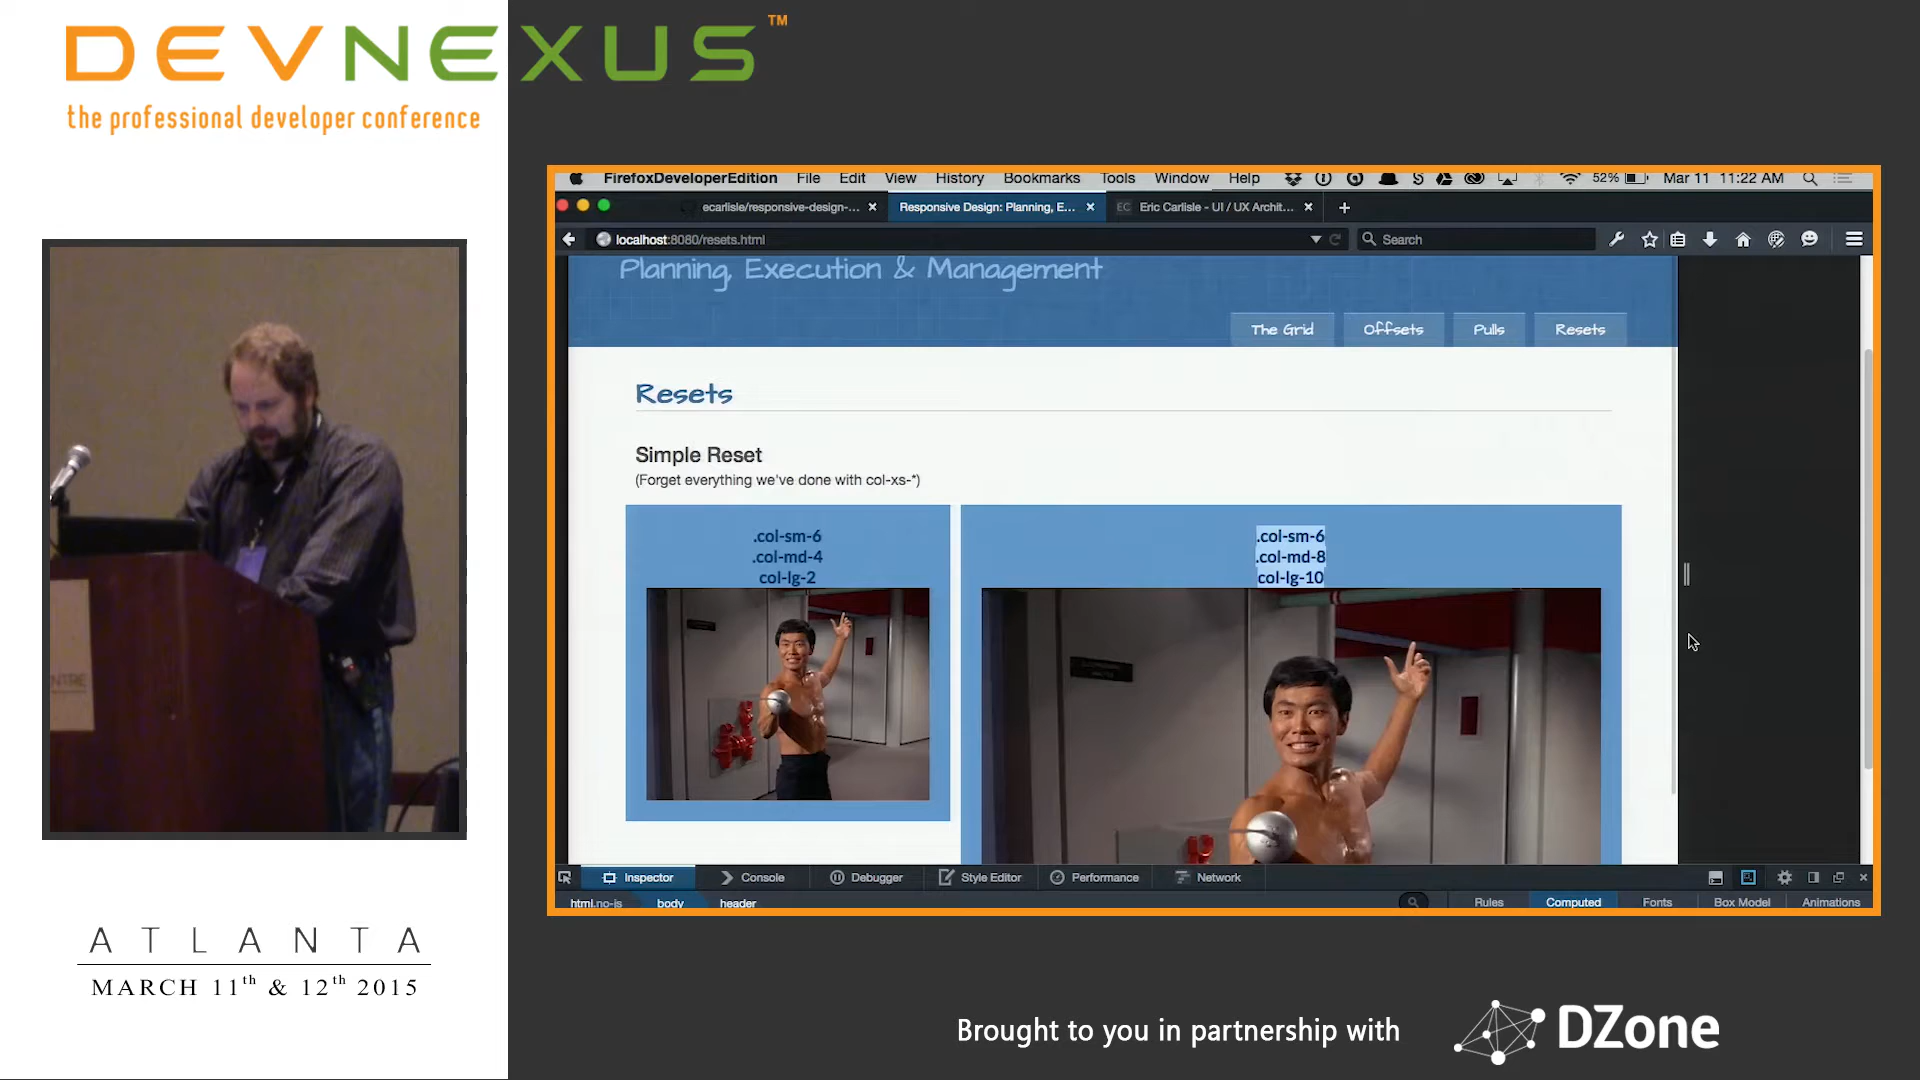 DEVNEXUS™
the professional developer conference
FirefoxDeveloperEdition File Edit View History Bookmarks Tools Window Help 52% Mar 11 11:22 AM
ecarlisle/responsive-design-... Responsive Design: Planning, E... EC Eric Carlisle - UI / UX Archit...
localhost:8080/resets.html Search
Planning, Execution & Management
The Grid Offsets Pulls Resets
Resets
Simple Reset
(Forget everything we've done with col-xs-*)
.col-sm-6
.col-md-4
col-lg-2
.col-sm-6
.col-md-8
col-lg-10
Inspector Console Debugger Style Editor Performance Network
html.no-js body header Rules Computed Fonts Box Model Animations
ATLANTA
MARCH 11th & 12th 2015
Brought to you in partnership with DZone